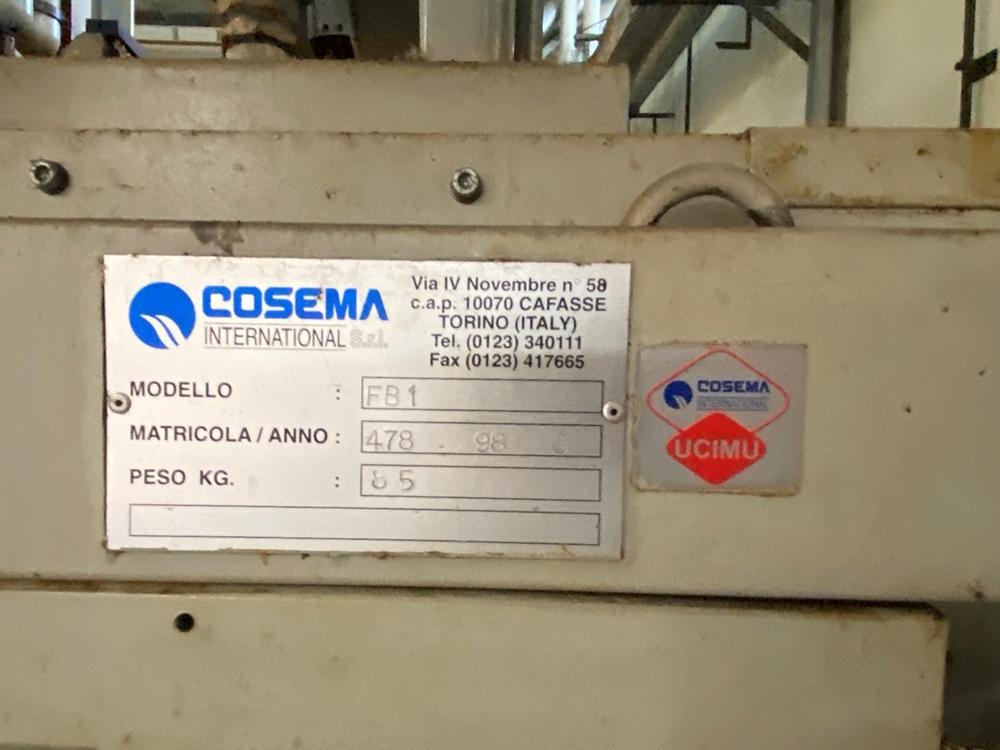 COSEMA
INTERNATIONAL S.r.l.
Via IV Novembre n° 58
c.a.p. 10070 CAFASSE
TORINO (ITALY)
Tel. (0123) 340111
Fax (0123) 417665
MODELLO : FB1
MATRICOLA / ANNO : 478 . 98
PESO KG. : 85
COSEMA
INTERNATIONAL
UCIMU